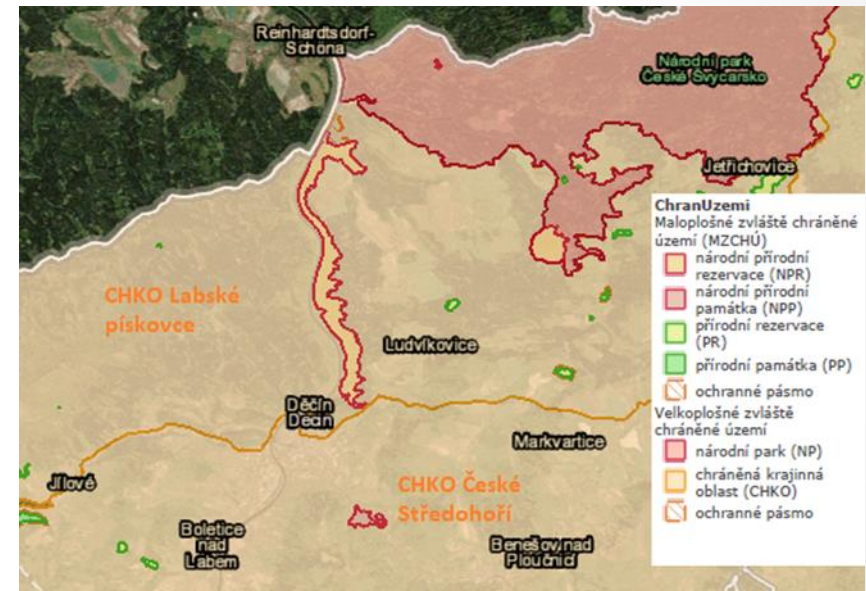 Reinhardtsdorf-
Schöna
Národní park
České Švýcarsko
Jetřichovice
CHKO Labské
pískovce
Ludvíkovice
Děčín
Decin
Markvartice
Jílové
CHKO České
Středohoří
Boletice
nad
Labem
Benešov nad
Ploučnicí
ChranUzemi
Maloplošné zvláště chráněné
území (MZCHÚ)
národní přírodní
rezervace (NPR)
národní přírodní
památka (NPP)
přírodní rezervace
(PR)
přírodní památka (PP)
ochranné pásmo
Velkoplošné zvláště
chráněné území
národní park (NP)
chráněná krajinná
oblast (CHKO)
ochranné pásmo